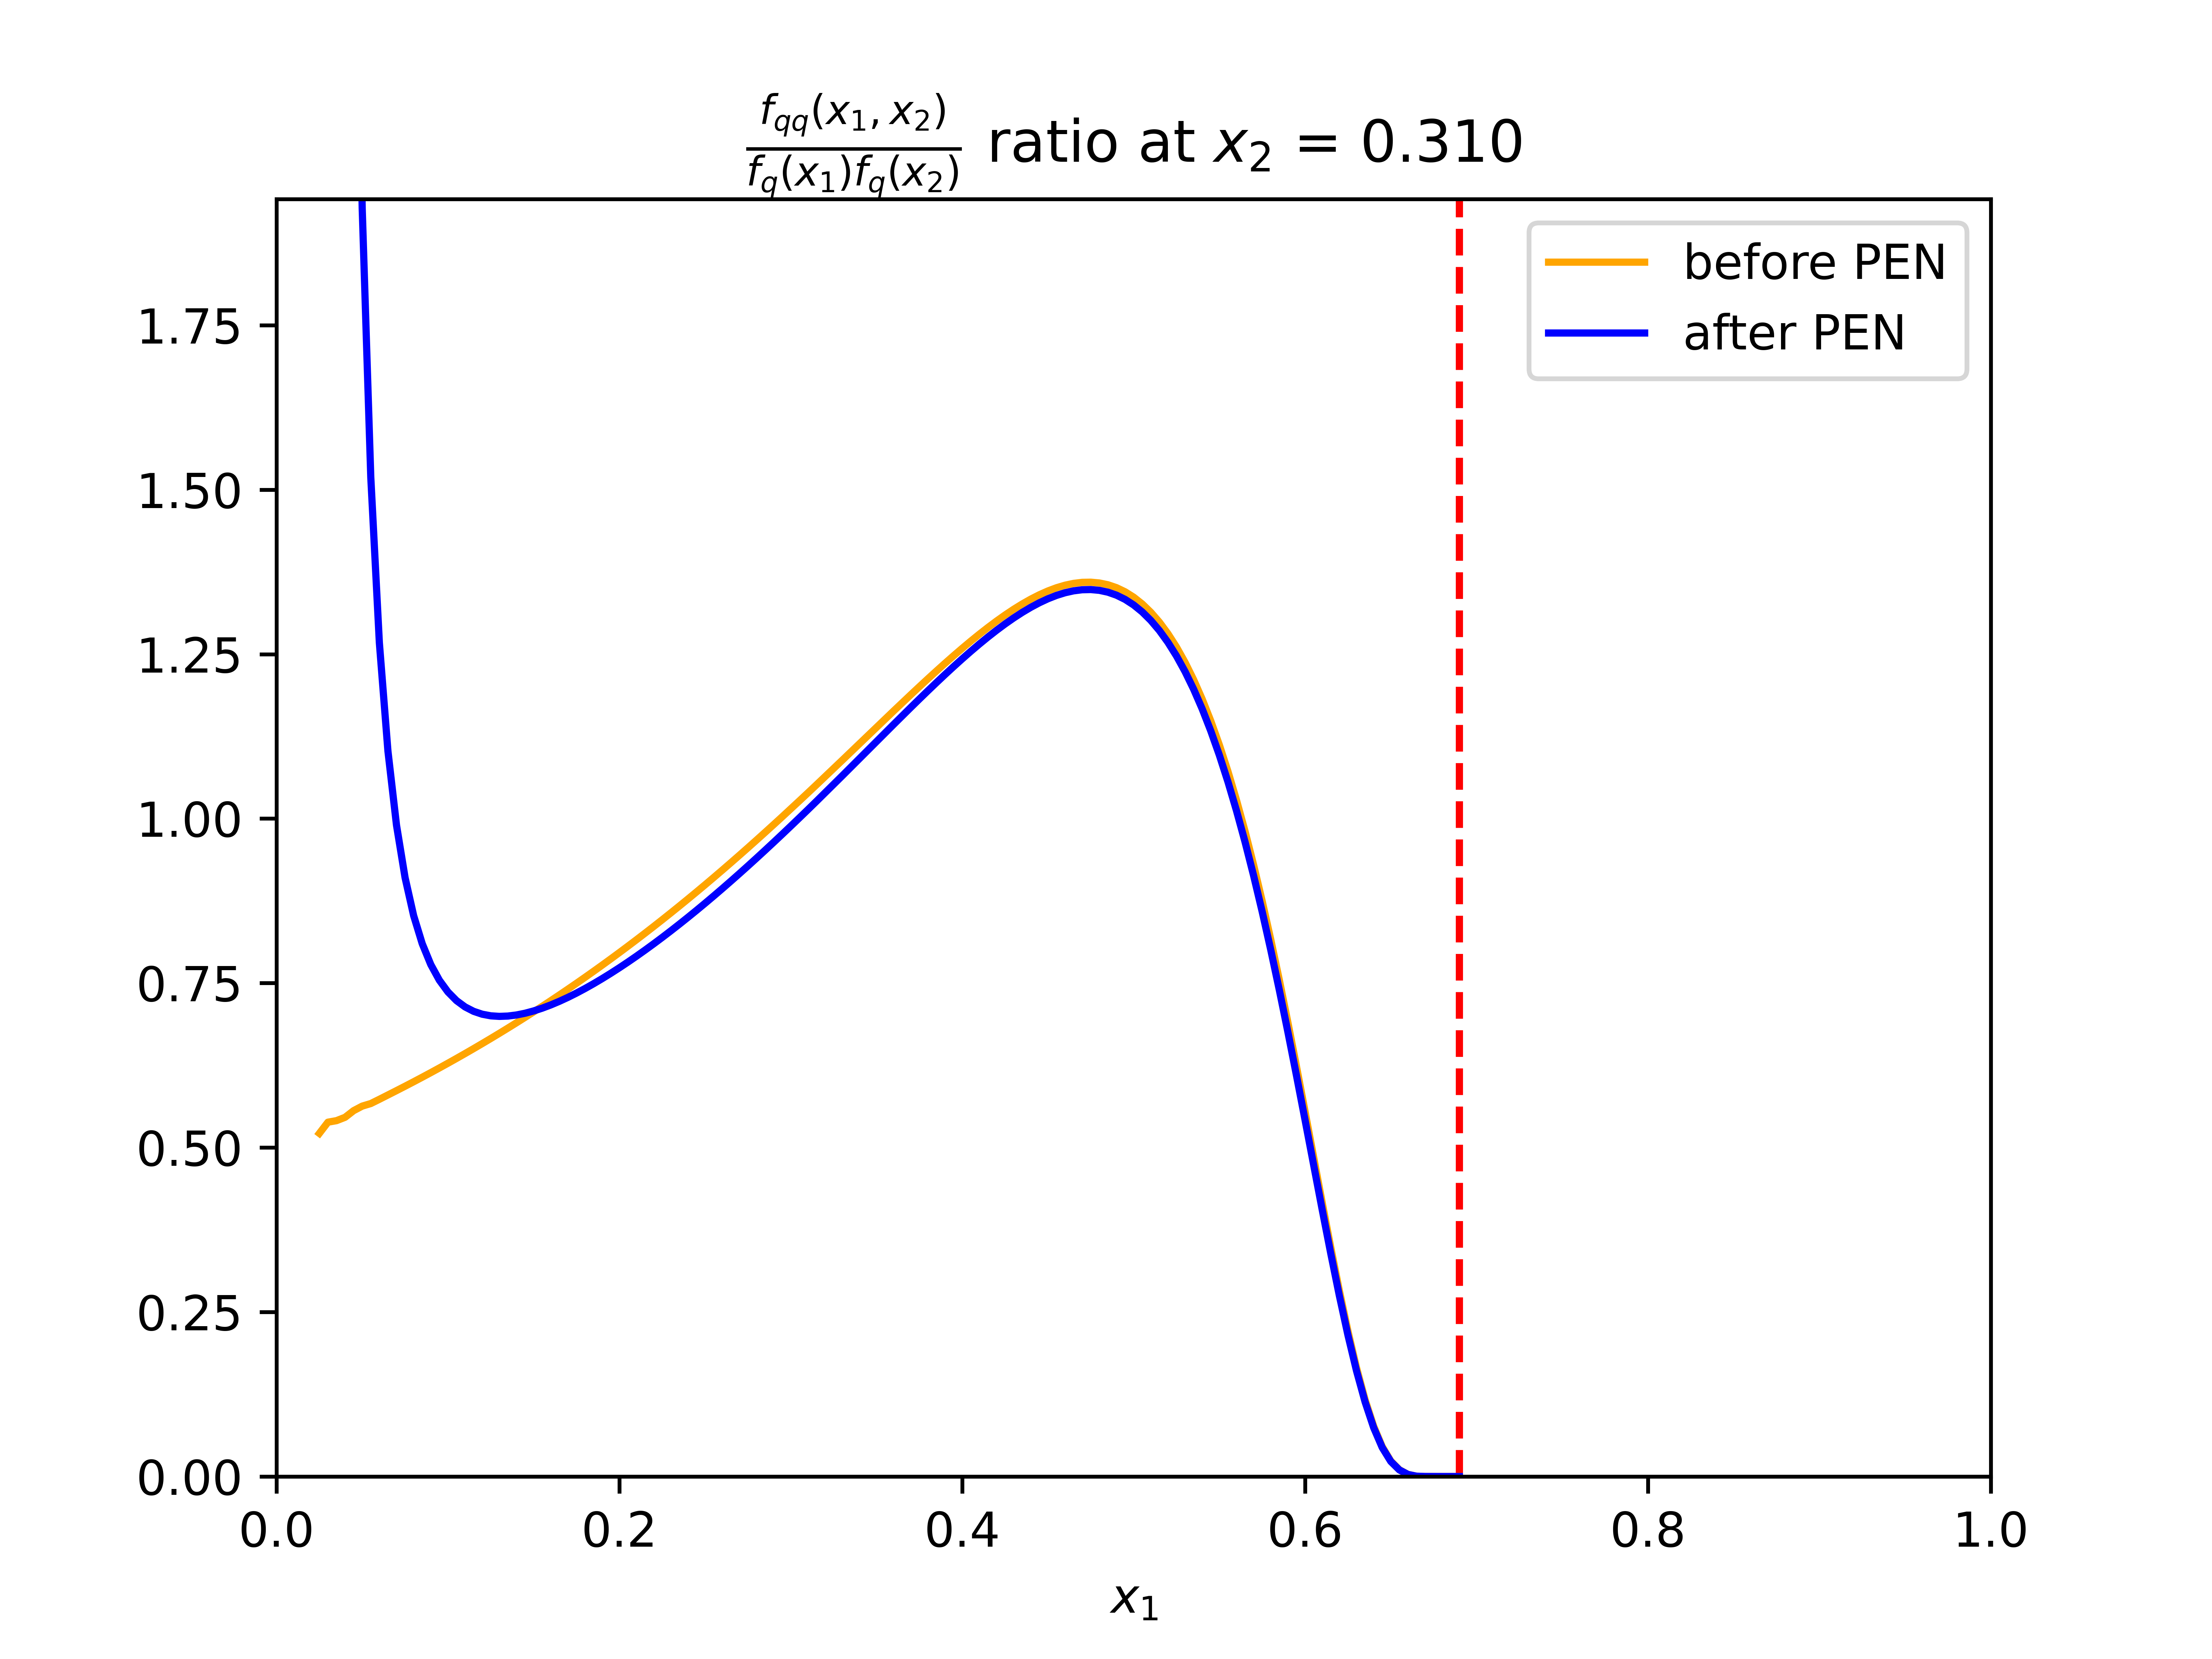 f_qq(x_1, x_2)
f_q(x_1)f_q(x_2) ratio at x_2 = 0.310
before PEN
after PEN
1.75
1.50
1.25
1.00
0.75
0.50
0.25
0.00
0.0 0.2 0.4 0.6 0.8 1.0
x_1